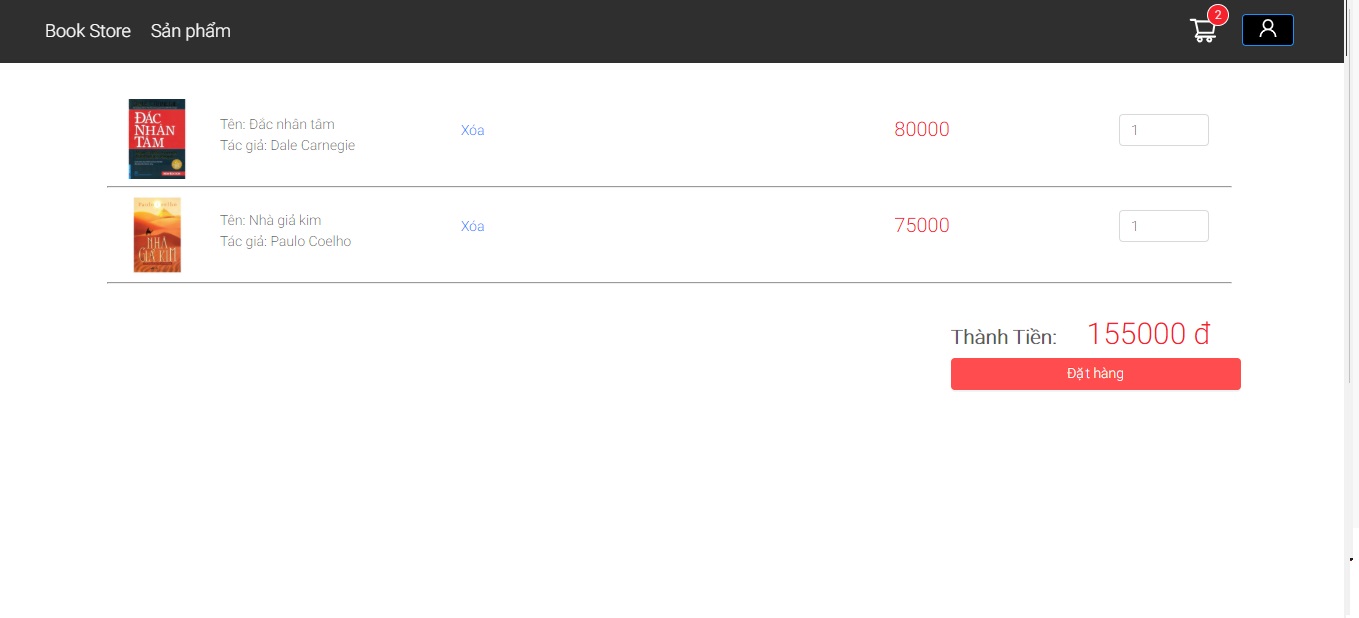 Book Store Sản phẩm 2
ĐẮC
NHÂN
TÂM
Tên: Đắc nhân tâm
Tác giả: Dale Carnegie
Xóa
80000
1
NHÀ
GIẢ KIM
Tên: Nhà giả kim
Tác giả: Paulo Coelho
Xóa
75000
1
Thành Tiền: 155000 đ
Đặt hàng